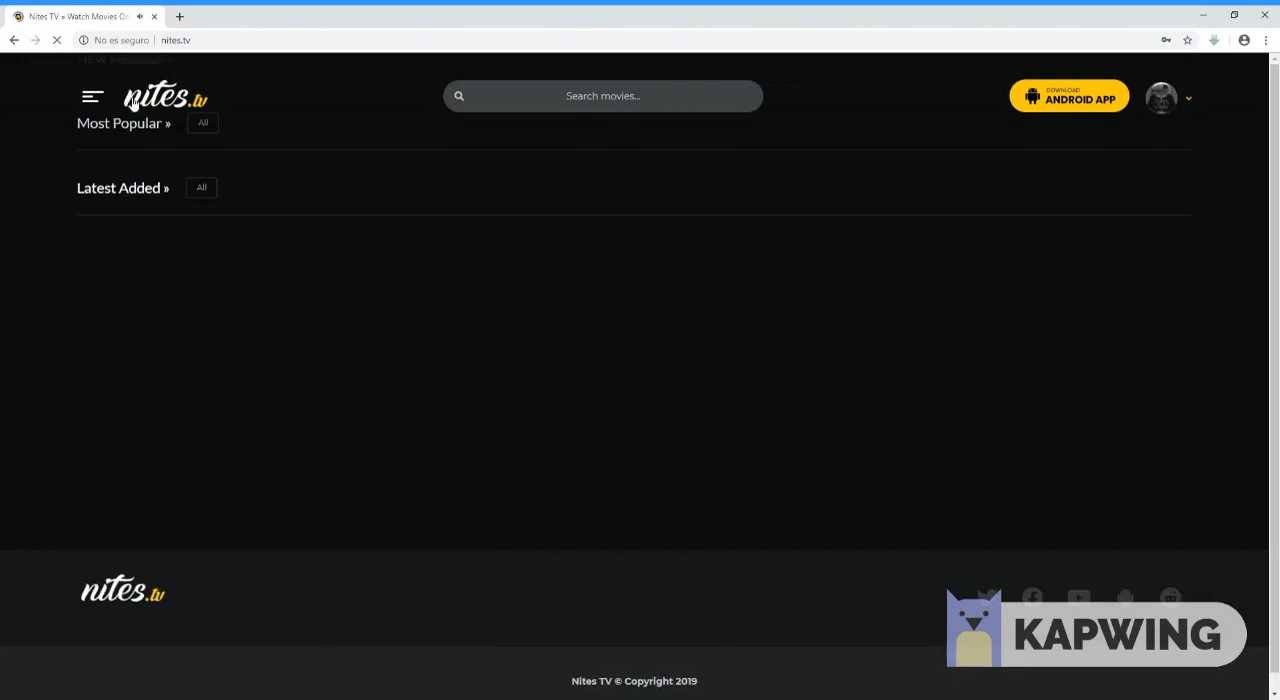 Nites TV » Watch Movies On
No es seguro | nites.tv
nites.tv
Search movies...
DOWNLOAD
ANDROID APP
Most Popular » All
Latest Added » All
nites.tv
KAPWING
Nites TV © Copyright 2019